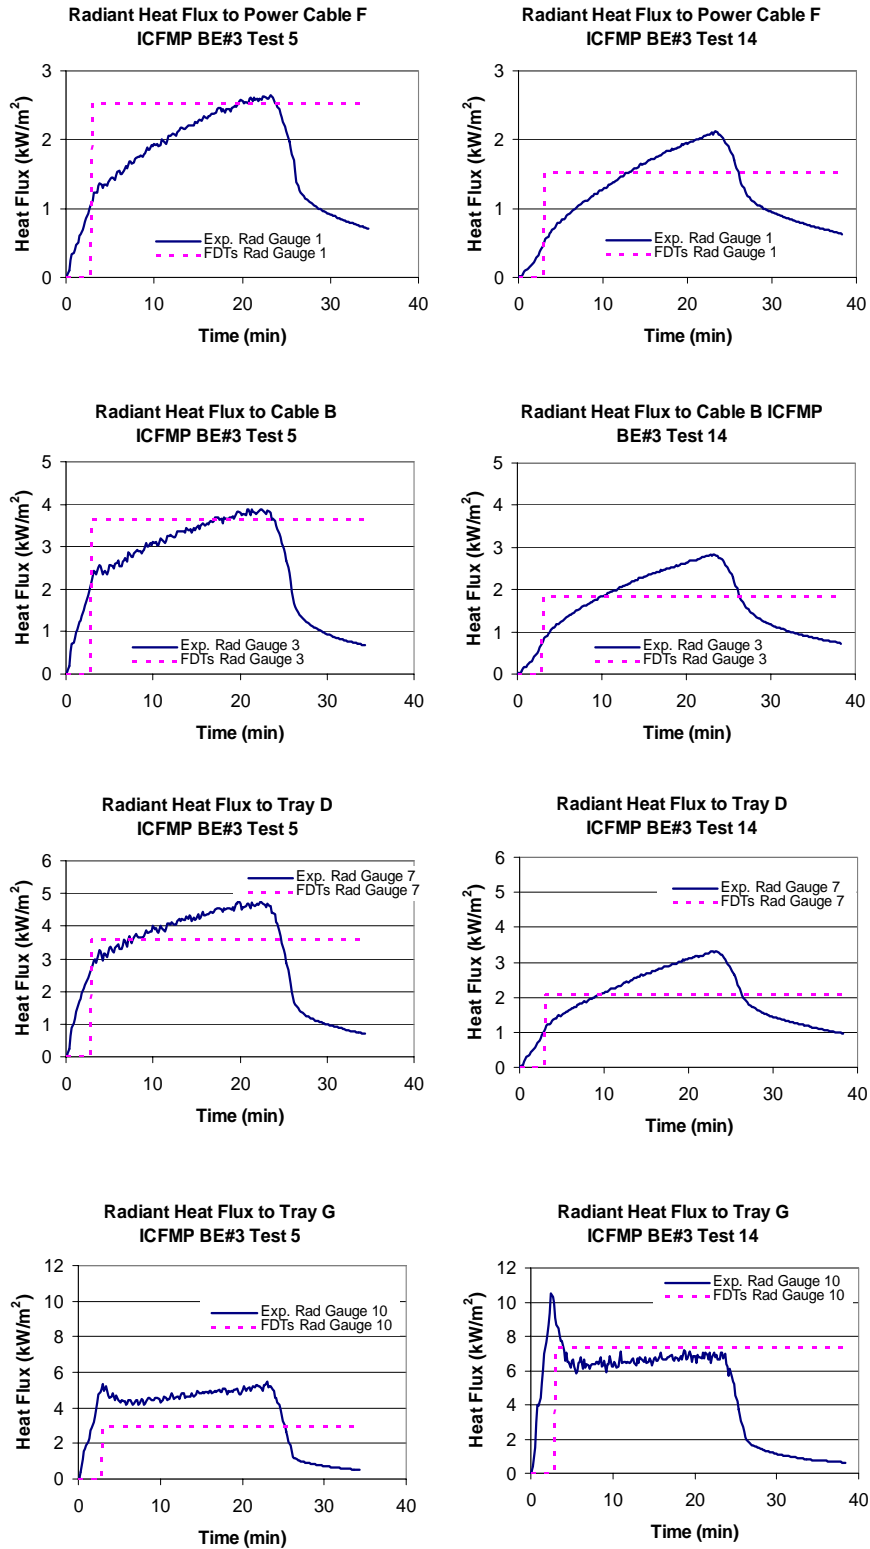 Radiant Heat Flux to Power Cable F
ICFMP BE#3 Test 5
Heat Flux (kW/m²)
3
2
1
0
Exp. Rad Gauge 1
FDTs Rad Gauge 1
0 10 20 30 40
Time (min)
Radiant Heat Flux to Power Cable F
ICFMP BE#3 Test 14
Heat Flux (kW/m²)
3
2
1
0
Exp. Rad Gauge 1
FDTs Rad Gauge 1
0 10 20 30 40
Time (min)
Radiant Heat Flux to Cable B
ICFMP BE#3 Test 5
Heat Flux (kW/m²)
5
4
3
2
1
0
Exp. Rad Gauge 3
FDTs Rad Gauge 3
0 10 20 30 40
Time (min)
Radiant Heat Flux to Cable B ICFMP
BE#3 Test 14
Heat Flux (kW/m²)
5
4
3
2
1
0
Exp. Rad Gauge 3
FDTs Rad Gauge 3
0 10 20 30 40
Time (min)
Radiant Heat Flux to Tray D
ICFMP BE#3 Test 5
Heat Flux (kW/m²)
6
5
4
3
2
1
0
Exp. Rad Gauge 7
FDTs Rad Gauge 7
0 10 20 30 40
Time (min)
Radiant Heat Flux to Tray D
ICFMP BE#3 Test 14
Heat Flux (kW/m²)
6
5
4
3
2
1
0
Exp. Rad Gauge 7
FDTs Rad Gauge 7
0 10 20 30 40
Time (min)
Radiant Heat Flux to Tray G
ICFMP BE#3 Test 5
Heat Flux (kW/m²)
12
10
8
6
4
2
0
Exp. Rad Gauge 10
FDTs Rad Gauge 10
0 10 20 30 40
Time (min)
Radiant Heat Flux to Tray G
ICFMP BE#3 Test 14
Heat Flux (kW/m²)
12
10
8
6
4
2
0
Exp. Rad Gauge 10
FDTs Rad Gauge 10
0 10 20 30 40
Time (min)